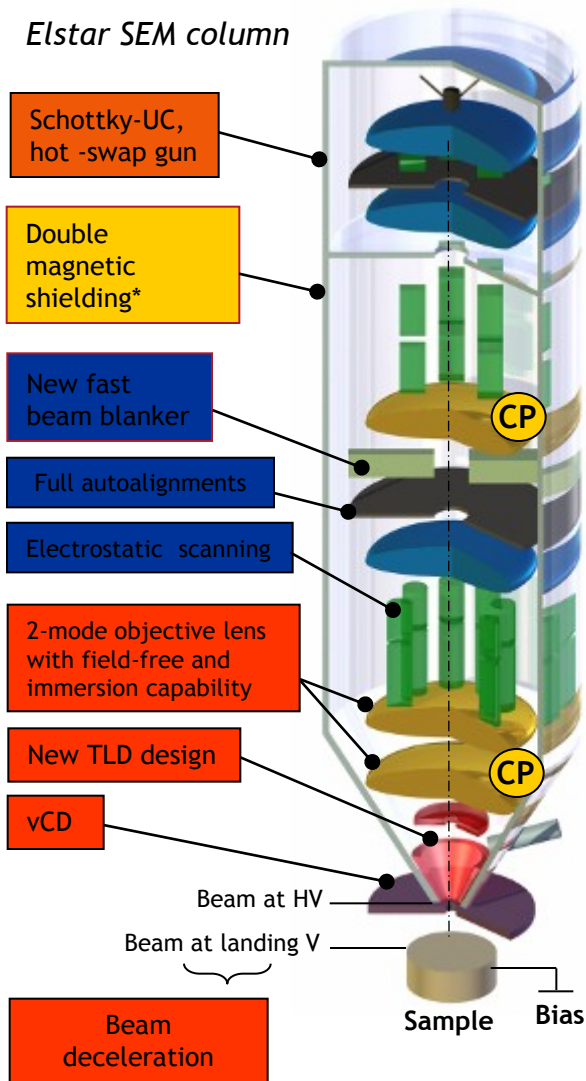 Elstar SEM column
Schottky-UC,
hot -swap gun
Double
magnetic
shielding*
New fast
beam blanker
CP
Full autoalignments
Electrostatic scanning
2-mode objective lens
with field-free and
immersion capability
New TLD design
CP
vCD
Beam at HV
Beam at landing V
Sample
Bias
Beam
deceleration